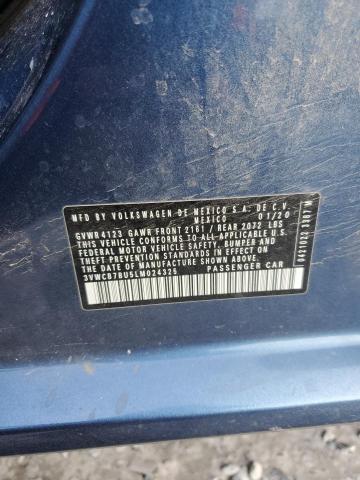 MFD BY VOLKSWAGEN DE MEXICO S.A. DE C.V.
MEXICO 01/20
GVWR 4123 GAWR FRONT 2161 / REAR 2072 LBS
THIS VEHICLE CONFORMS TO ALL APPLICABLE
FEDERAL MOTOR VEHICLE SAFETY, BUMPER AND
THEFT PREVENTION STANDARDS IN EFFECT ON
THE DATE OF MANUFACTURE SHOWN ABOVE
3VWCB7BU5LM024325 PASSENGER CAR